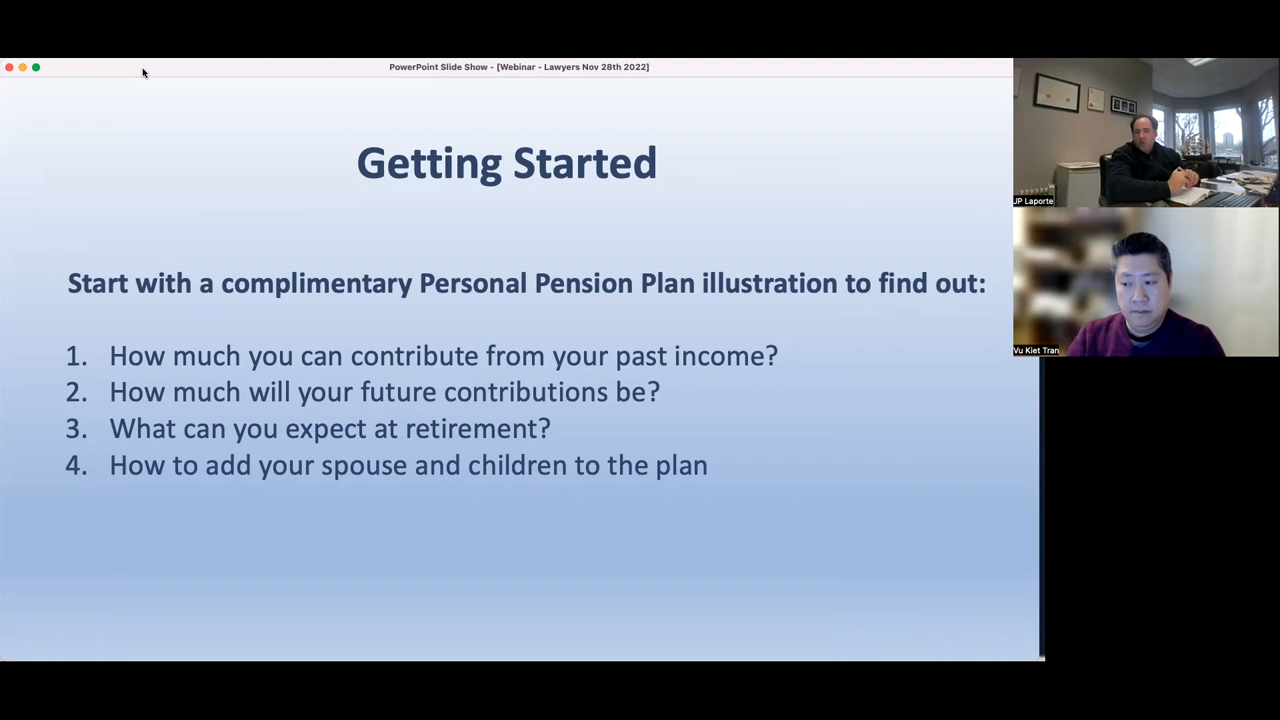 PowerPoint Slide Show - [Webinar - Lawyers Nov 28th 2022]
Getting Started
Start with a complimentary Personal Pension Plan illustration to find out:
1. How much you can contribute from your past income?
2. How much will your future contributions be?
3. What can you expect at retirement?
4. How to add your spouse and children to the plan
JP Laporte
Vu Kiet Tran